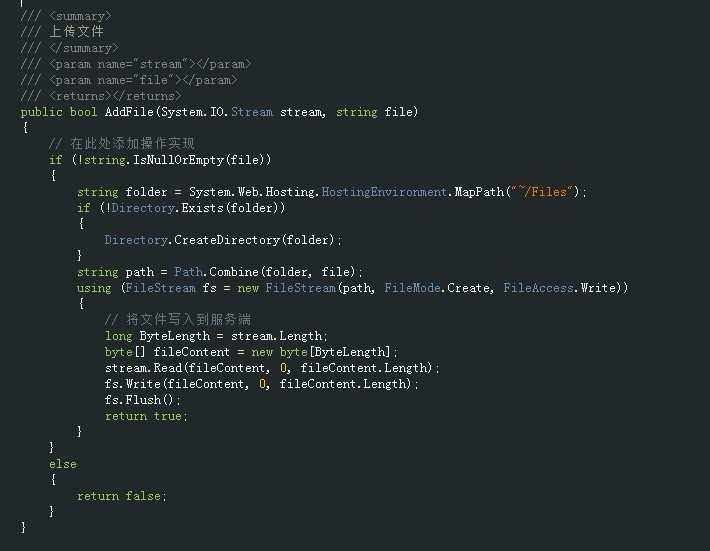 /// <summary>
/// 上传文件
/// </summary>
/// <param name="stream"></param>
/// <param name="file"></param>
/// <returns></returns>
public bool AddFile(System.IO.Stream stream, string file)
{
    // 在此处添加操作实现
    if (!string.IsNullOrEmpty(file))
    {
        string folder = System.Web.Hosting.HostingEnvironment.MapPath("~/Files");
        if (!Directory.Exists(folder))
        {
            Directory.CreateDirectory(folder);
        }
        string path = Path.Combine(folder, file);
        using (FileStream fs = new FileStream(path, FileMode.Create, FileAccess.Write))
        {
            // 将文件写入到服务端
            long ByteLength = stream.Length;
            byte[] fileContent = new byte[ByteLength];
            stream.Read(fileContent, 0, fileContent.Length);
            fs.Write(fileContent, 0, fileContent.Length);
            fs.Flush();
            return true;
        }
    }
    else
    {
        return false;
    }
}